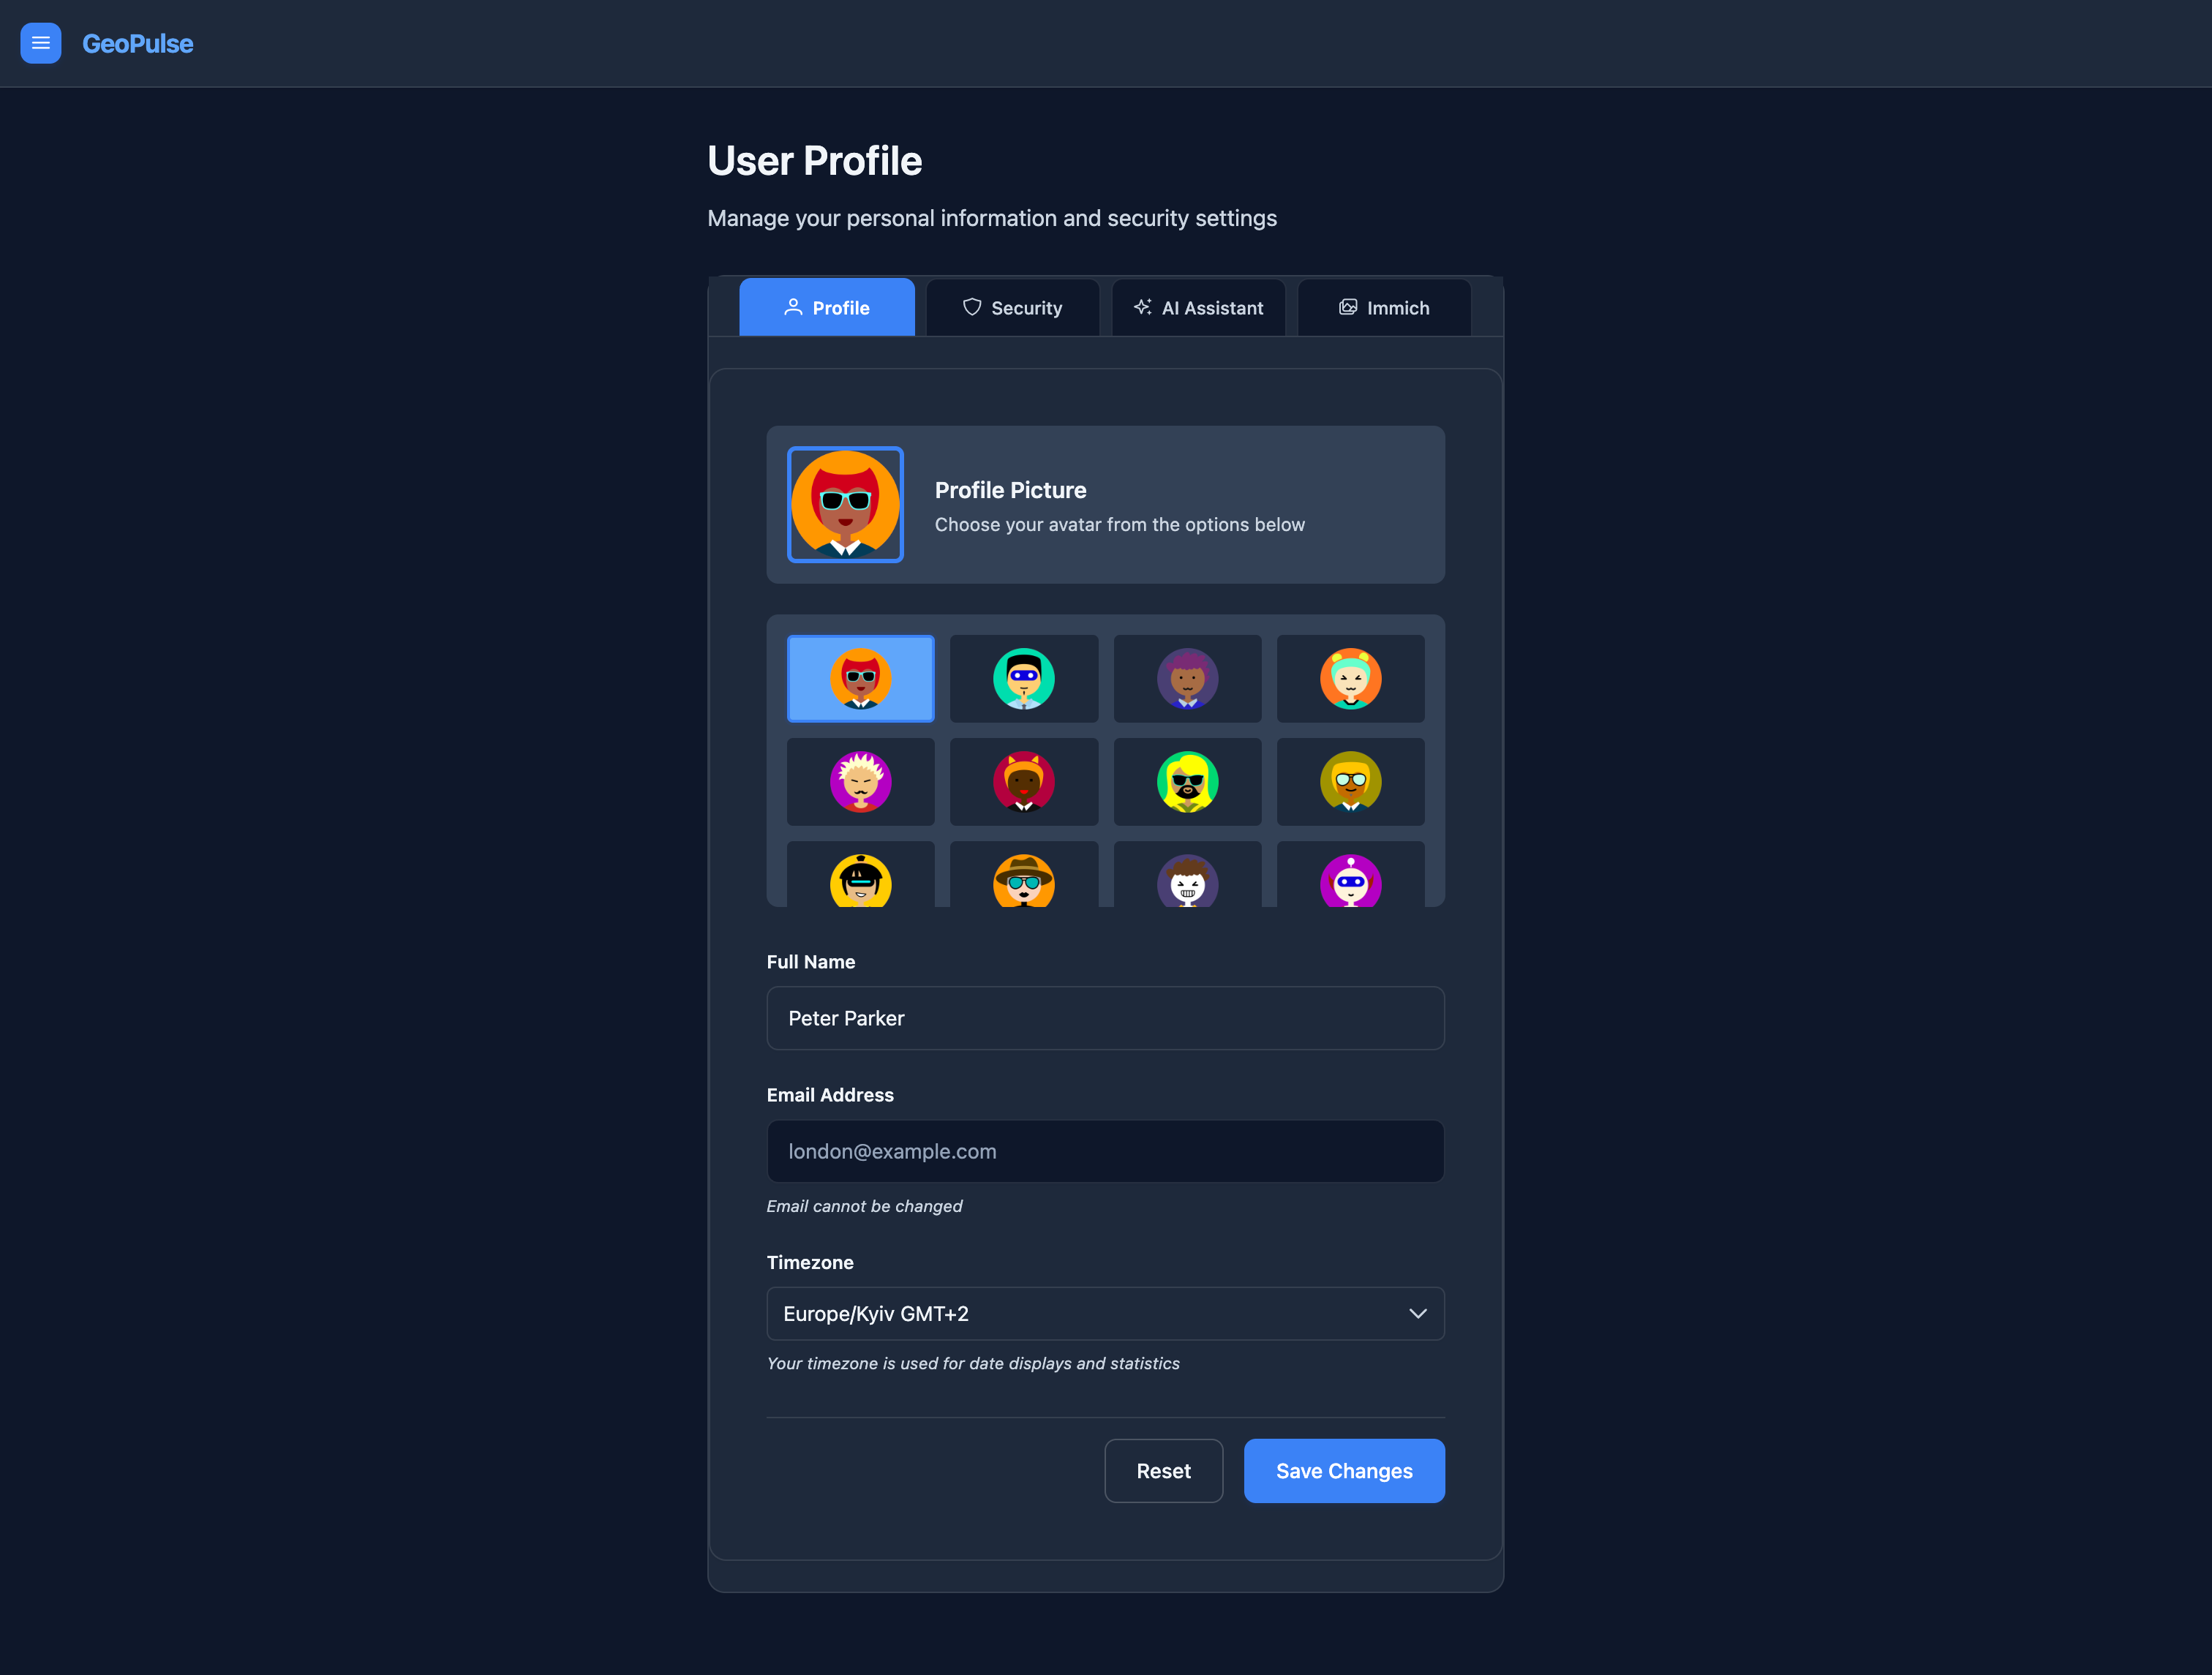 GeoPulse
User Profile
Manage your personal information and security settings
Profile
Security
AI Assistant
Immich
Profile Picture
Choose your avatar from the options below
Full Name
Peter Parker
Email Address
london@example.com
Email cannot be changed
Timezone
Europe/Kyiv GMT+2
Your timezone is used for date displays and statistics
Reset
Save Changes